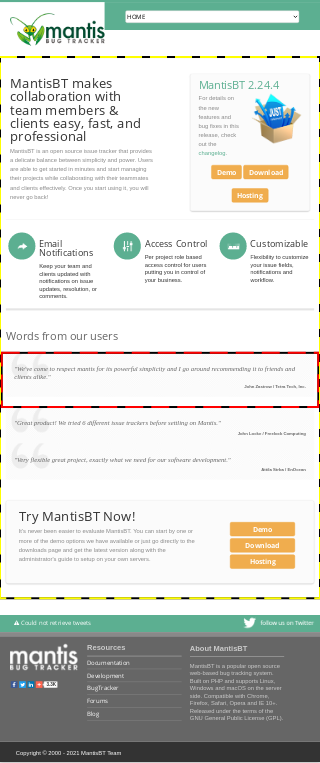 mantis
BUG TRACKER
HOME
MantisBT makes
collaboration with
team members &
clients easy, fast, and
professional
MantisBT is an open source issue tracker that provides
a delicate balance between simplicity and power. Users
are able to get started in minutes and start managing
their projects while collaborating with their teammates
and clients effectively. Once you start using it, you will
never go back!
MantisBT 2.24.4
For details on
the new
features and
bug fixes in this
release, check
out the
changelog.
Demo Download
Hosting
Email
Notifications
Keep your team and
clients updated with
notifications on issue
updates, resolution, or
comments.
Access Control
Per project role based
access control for users
putting you in control of
your business.
Customizable
Flexibility to customize
your issue fields,
notifications and
workflow.
Words from our users
"We've come to respect mantis for its powerful simplicity and I go around recommending it to friends and
clients alike."
"Great product! We tried 6 different issue trackers before settling on Mantis."
John Locke / Freelock Computing
"Very flexible great project, exactly what we need for our software development."
Try MantisBT Now!
It's never been easier to evaluate MantisBT. You can start by one or
more of the demo options we have available or just go directly to the
downloads page and get the latest version along with the
administrator's guide to setup on your own servers.
Demo
Download
Hosting
Could not retrieve tweets
follow us on Twitter
mantis
BUG TRACKER
3.3K
Resources
Documentation
Development
BugTracker
Forums
Blog
About MantisBT
MantisBT is a popular open source
web-based bug tracking system.
Built on PHP and supports Linux,
Windows and macOS on the server
site. Compatible with Chrome,
Firefox, Safari, Opera and IE 10+.
Released under the terms of the
GNU General Public License (GPL).
Copyright © 2000 - 2021 MantisBT Team